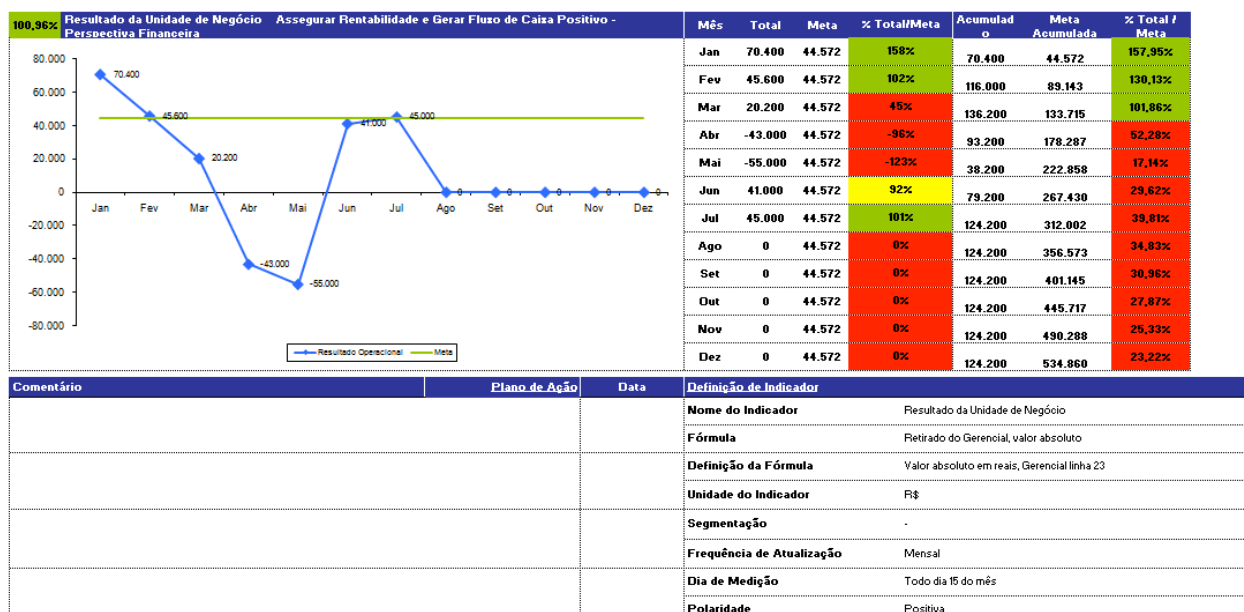 100,96% Resultado da Unidade de Negócio Assegurar Rentabilidade e Gerar Fluxo de Caixa Positivo -
Perspectiva Financeira
80.000
60.000
40.000
20.000
0
-20.000
-40.000
-60.000
-80.000
70.400
45.600
20.200
-43.000
-55.000
41.000
45.000
0 0 0 0 0
Jan Fev Mar Abr Mai Jun Jul Ago Set Out Nov Dez
Resultado Operacional Meta
Mês Total Meta % Total/Meta Acumulad o Meta Acumulada % Total / Meta
Jan 70.400 44.572 158% 70.400 44.572 157,95%
Fev 45.600 44.572 102% 116.000 89.143 130,13%
Mar 20.200 44.572 45% 136.200 133.715 101,86%
Abr -43.000 44.572 -96% 93.200 178.287 52,28%
Mai -55.000 44.572 -123% 38.200 222.858 17,14%
Jun 41.000 44.572 92% 79.200 267.430 29,62%
Jul 45.000 44.572 101% 124.200 312.002 39,81%
Ago 0 44.572 0% 124.200 356.573 34,83%
Set 0 44.572 0% 124.200 401.145 30,96%
Out 0 44.572 0% 124.200 445.717 27,87%
Nov 0 44.572 0% 124.200 490.288 25,33%
Dez 0 44.572 0% 124.200 534.860 23,22%
Comentário Plano de Ação Data Definição de Indicador
Nome do Indicador Resultado da Unidade de Negócio
Fórmula Retirado do Gerencial, valor absoluto
Definição da Fórmula Valor absoluto em reais, Gerencial linha 23
Unidade do Indicador R$
Segmentação -
Frequência de Atualização Mensal
Dia de Medição Todo dia 15 do mês
Polaridade Positiva